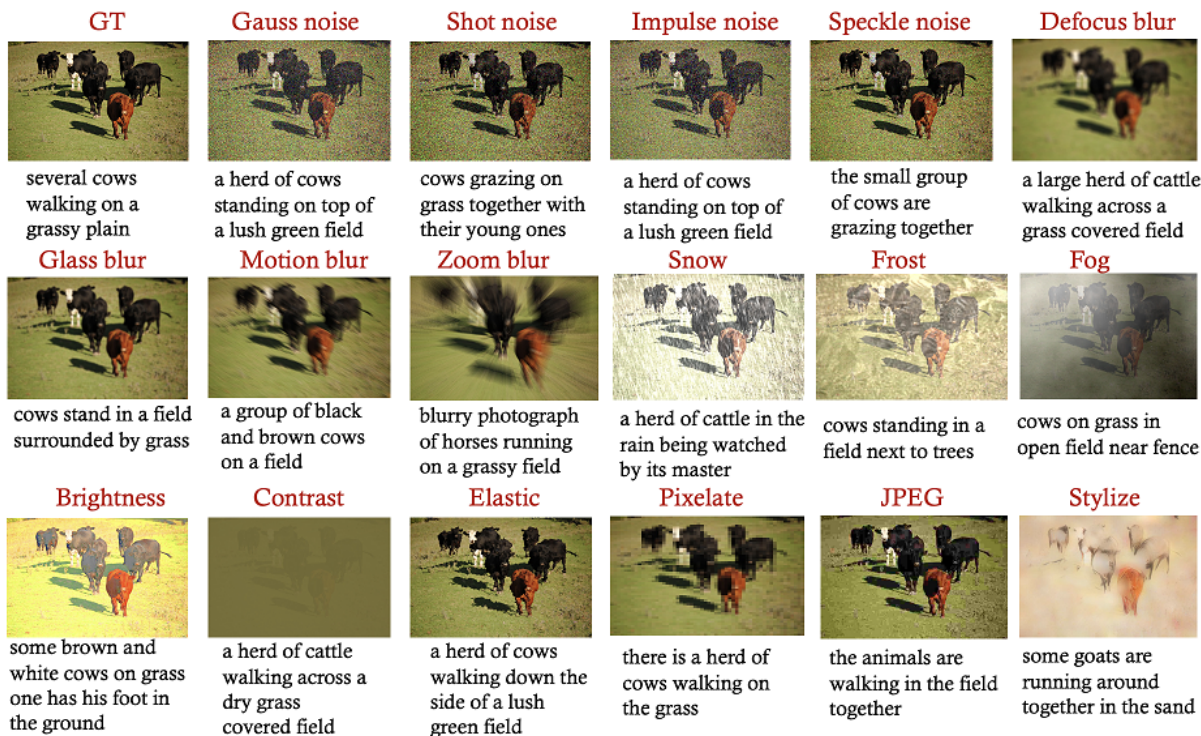 GT
Gauss noise
Shot noise
Impulse noise
Speckle noise
Defocus blur
several cows
walking on a
grassy plain
a herd of cows
standing on top of
a lush green field
cows grazing on
grass together with
their young ones
a herd of cows
standing on top of
a lush green field
the small group
of cows are
grazing together
a large herd of cattle
walking across a
grass covered field
Glass blur
Motion blur
Zoom blur
Snow
Frost
Fog
cows stand in a field
surrounded by grass
a group of black
and brown cows
on a field
blurry photograph
of horses running
on a grassy field
a herd of cattle in the
rain being watched
by its master
cows standing in a
field next to trees
cows on grass in
open field near fence
Brightness
Contrast
Elastic
Pixelate
JPEG
Stylize
some brown and
white cows on grass
one has his foot in
the ground
a herd of cattle
walking across a
dry grass
covered field
a herd of cows
walking down the
side of a lush
green field
there is a herd of
cows walking on
the grass
the animals are
walking in the field
together
some goats are
running around
together in the sand